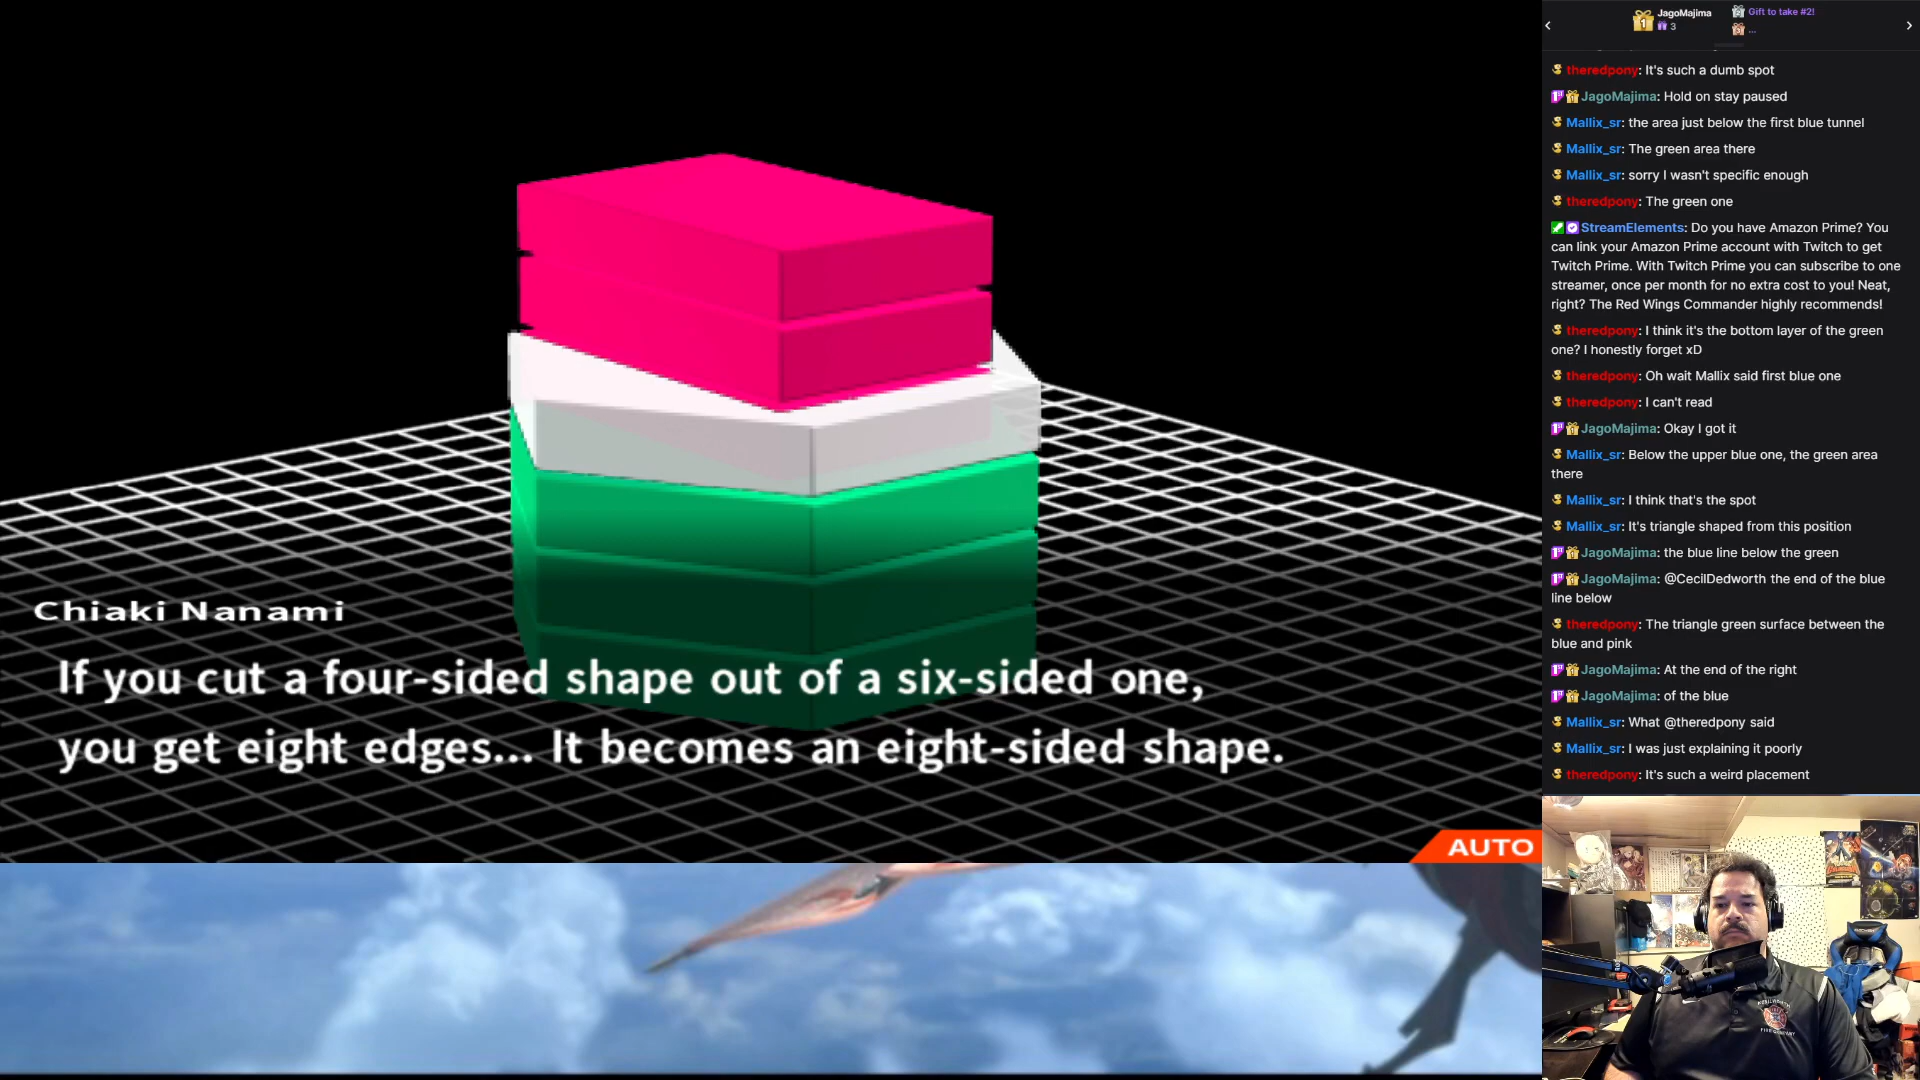 Chiaki Nanami
If you cut a four-sided shape out of a six-sided one,
you get eight edges... It becomes an eight-sided shape.
AUTO
JagoMajima
3
Gift to take #2!
...
theredpony: It's such a dumb spot
JagoMajima: Hold on stay paused
Mallix_sr: the area just below the first blue tunnel
Mallix_sr: The green area there
Mallix_sr: sorry I wasn't specific enough
theredpony: The green one
StreamElements: Do you have Amazon Prime? You
can link your Amazon Prime account with Twitch to get
Twitch Prime. With Twitch Prime you can subscribe to one
streamer, once per month for no extra cost to you! Neat,
right? The Red Wings Commander highly recommends!
theredpony: I think it's the bottom layer of the green
one? I honestly forget xD
theredpony: Oh wait Mallix said first blue one
theredpony: I can't read
JagoMajima: Okay I got it
Mallix_sr: Below the upper blue one, the green area
there
Mallix_sr: I think that's the spot
Mallix_sr: It's triangle shaped from this position
JagoMajima: the blue line below the green
JagoMajima: @CecilDedworth the end of the blue
line below
theredpony: The triangle green surface between the
blue and pink
JagoMajima: At the end of the right
JagoMajima: of the blue
Mallix_sr: What @theredpony said
Mallix_sr: I was just explaining it poorly
theredpony: It's such a weird placement